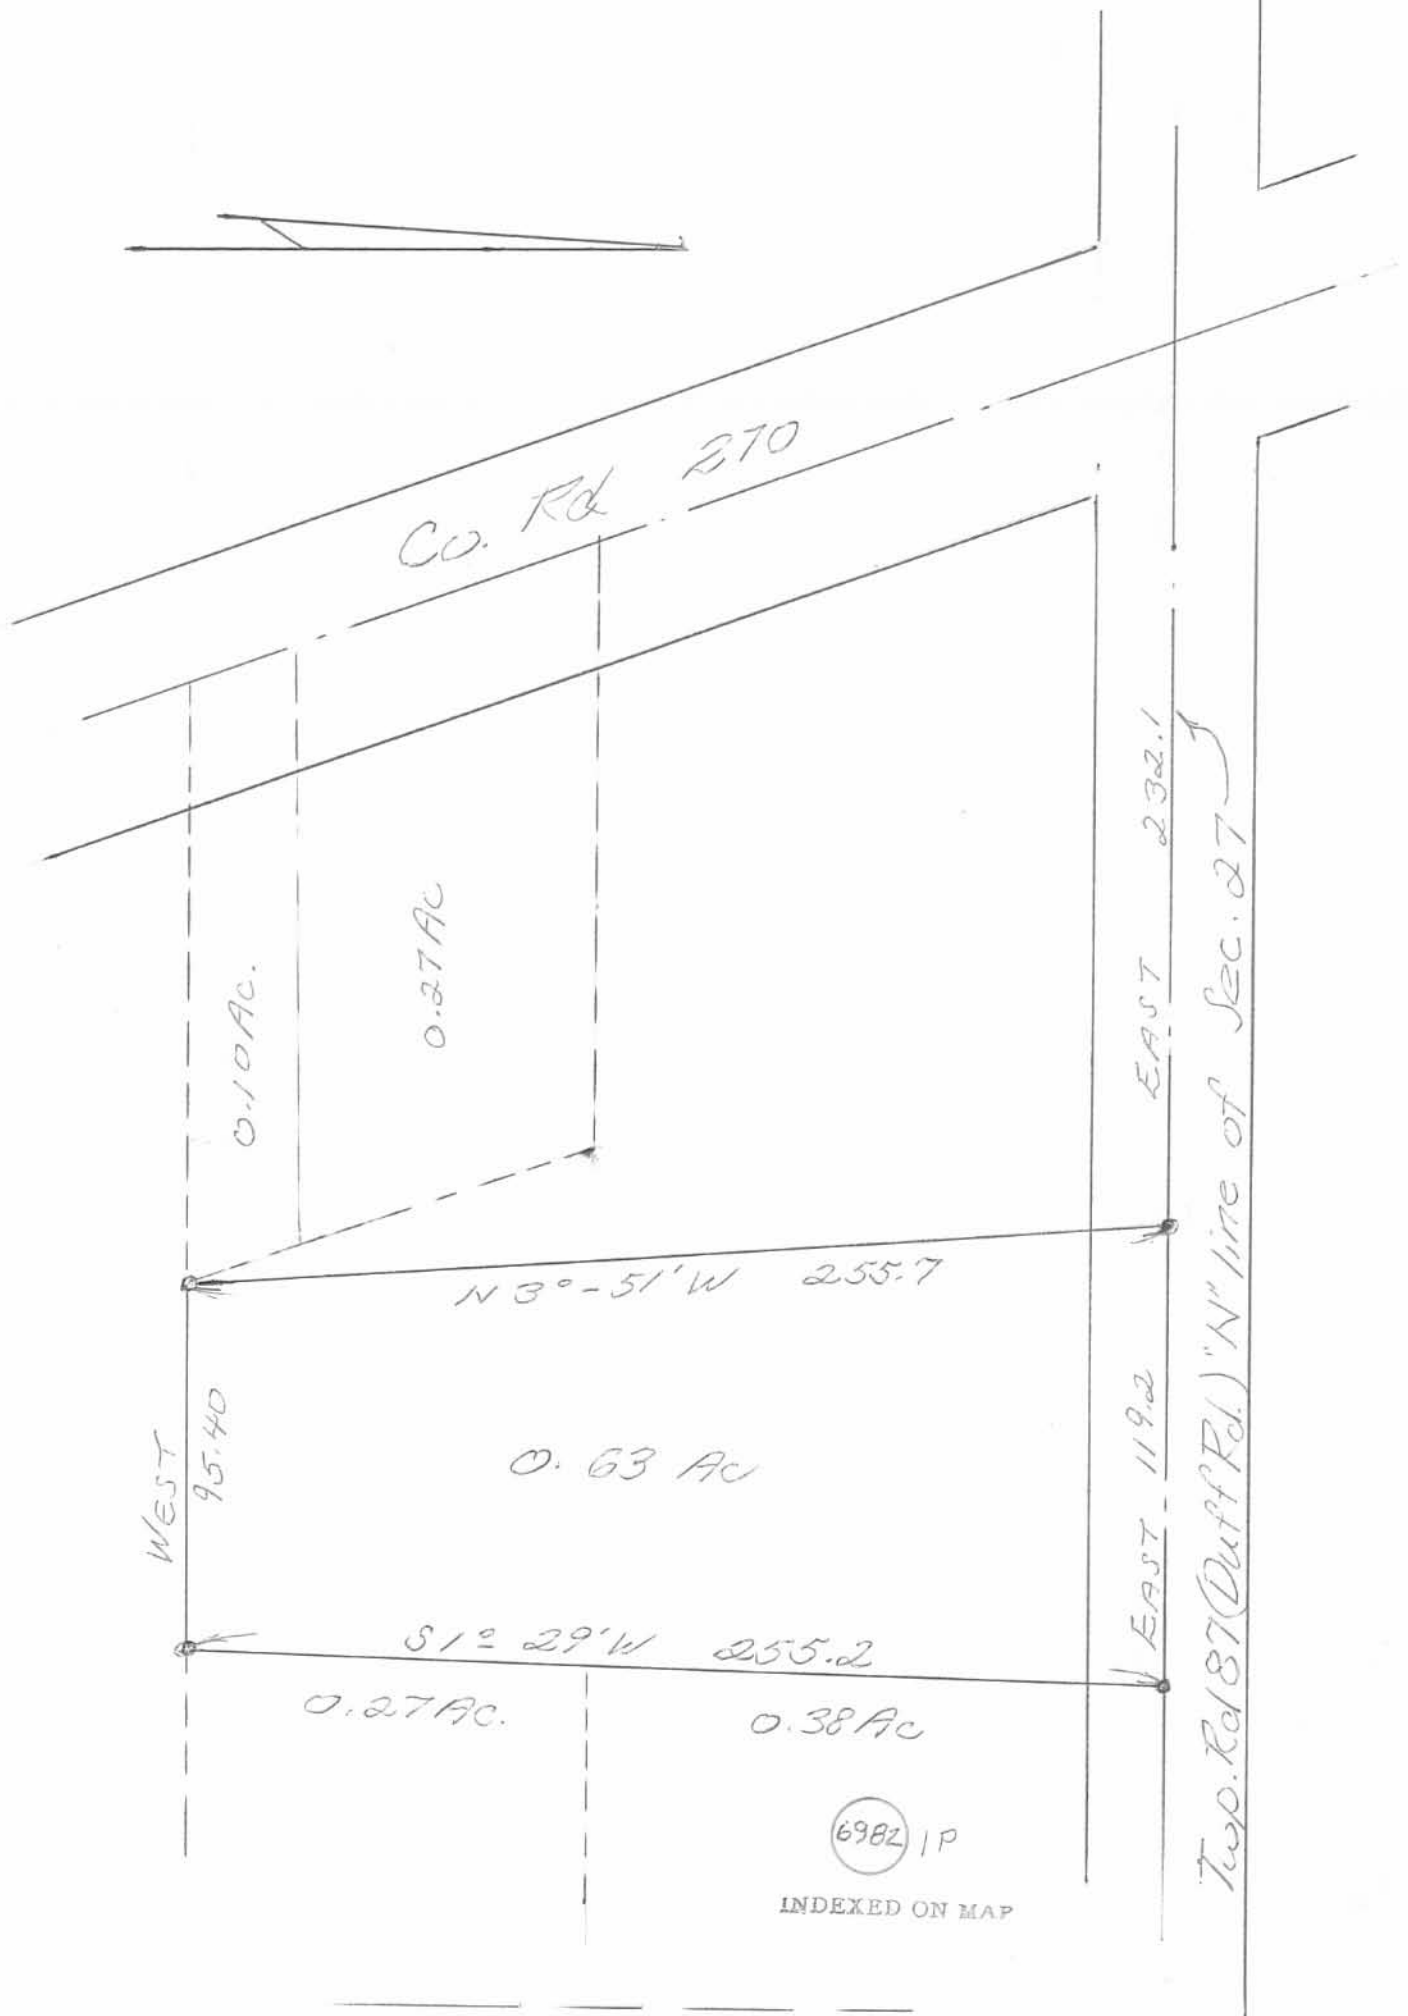 Co. Rd 270
EAST 232.1
0.27 Ac
0.10 Ac.
N 3°-51' W 255.7
WEST
95.40
0.63 Ac
EAST 119.2
Twp. Rd 87 (Duff Rd.) "N" line of Sec. 27
S 1° 29' W 255.2
0.27 Ac.
0.38 Ac
6982 1P
INDEXED ON MAP